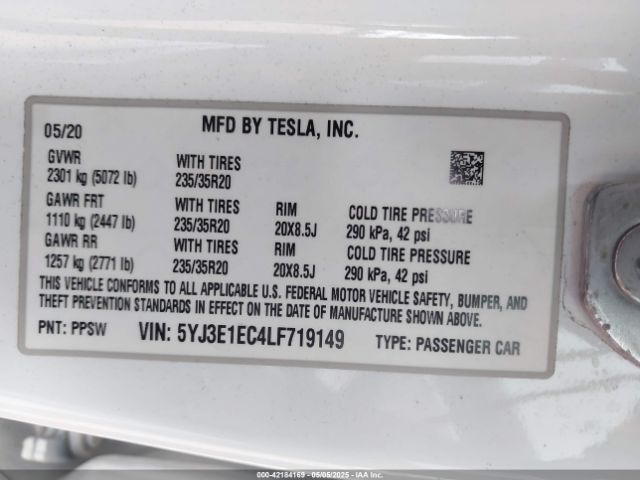 05/20 MFD BY TESLA, INC.
GVWR WITH TIRES
2301 kg (5072 lb) 235/35R20
GAWR FRT WITH TIRES RIM COLD TIRE PRESSURE
1110 kg (2447 lb) 235/35R20 20X8.5J 290 kPa, 42 psi
GAWR RR WITH TIRES RIM COLD TIRE PRESSURE
1257 kg (2771 lb) 235/35R20 20X8.5J 290 kPa, 42 psi
THIS VEHICLE CONFORMS TO ALL APPLICABLE U.S. FEDERAL MOTOR VEHICLE SAFETY, BUMPER, AND
THEFT PREVENTION STANDARDS IN EFFECT ON THE DATE OF MANUFACTURE SHOWN ABOVE.
PNT: PPSW VIN: 5YJ3E1EC4LF719149 TYPE: PASSENGER CAR
000-42184169 - 05/05/2025 - IAAI.COM